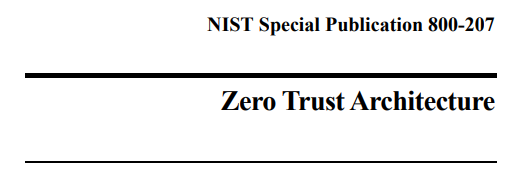 NIST Special Publication 800-207
Zero Trust Architecture